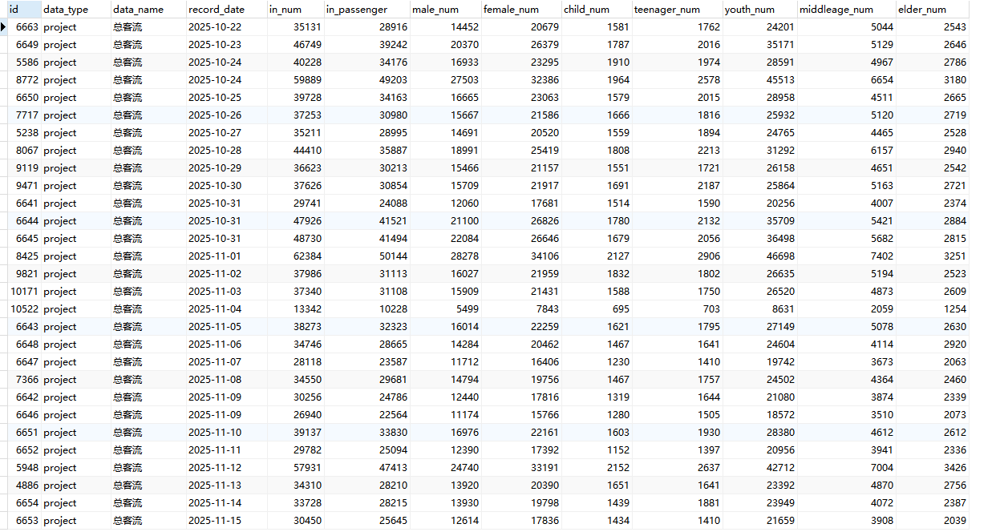 id data_type data_name record_date in_num in_passenger male_num female_num child_num teenager_num youth_num middleage_num elder_num
6663 project 总客流 2025-10-22 35131 28916 14452 20679 1581 1762 24201 5044 2543
6649 project 总客流 2025-10-23 46749 39242 20370 26379 1787 2016 35171 5129 2646
5586 project 总客流 2025-10-24 40228 34176 16933 23295 1910 1974 28591 4967 2786
8772 project 总客流 2025-10-24 59889 49203 27503 32386 1964 2578 45513 6654 3180
6650 project 总客流 2025-10-25 39728 34163 16665 23063 1579 2015 28958 4511 2665
7717 project 总客流 2025-10-26 37253 30980 15667 21586 1666 1816 25932 5120 2719
5238 project 总客流 2025-10-27 35211 28995 14691 20520 1559 1894 24765 4465 2528
8067 project 总客流 2025-10-28 44410 35887 18991 25419 1808 2213 31292 6157 2940
9119 project 总客流 2025-10-29 36623 30213 15466 21157 1551 1721 26158 4651 2542
9471 project 总客流 2025-10-30 37626 30854 15709 21917 1691 2187 25864 5163 2721
6641 project 总客流 2025-10-31 29741 24088 12060 17681 1514 1590 20256 4007 2374
6644 project 总客流 2025-10-31 47926 41521 21100 26826 1780 2132 35709 5421 2884
6645 project 总客流 2025-10-31 48730 41494 22084 26646 1679 2056 36498 5682 2815
8425 project 总客流 2025-11-01 62384 50144 28278 34106 2127 2906 46698 7402 3251
9821 project 总客流 2025-11-02 37986 31113 16027 21959 1832 1802 26635 5194 2523
10171 project 总客流 2025-11-03 37340 31108 15909 21431 1588 1750 26520 4873 2609
10522 project 总客流 2025-11-04 13342 10228 5499 7843 695 703 8631 2059 1254
6643 project 总客流 2025-11-05 38273 32323 16014 22259 1621 1795 27149 5078 2630
6648 project 总客流 2025-11-06 34746 28665 14284 20462 1467 1641 24604 4114 2920
6647 project 总客流 2025-11-07 28118 23587 11712 16406 1230 1410 19742 3673 2063
7366 project 总客流 2025-11-08 34550 29681 14794 19756 1467 1757 24502 4364 2460
6642 project 总客流 2025-11-09 30256 24786 12440 17816 1319 1644 21080 3874 2339
6646 project 总客流 2025-11-09 26940 22564 11174 15766 1280 1505 18572 3510 2073
6651 project 总客流 2025-11-10 39137 33830 16976 22161 1603 1930 28380 4612 2612
6652 project 总客流 2025-11-11 29782 25094 12390 17392 1152 1397 20956 3941 2336
5948 project 总客流 2025-11-12 57931 47413 24740 33191 2152 2637 42712 7004 3426
4886 project 总客流 2025-11-13 34310 28210 13920 20390 1651 1641 23392 4870 2756
6654 project 总客流 2025-11-14 33728 28215 13930 19798 1439 1881 23949 4072 2387
6653 project 总客流 2025-11-15 30450 25645 12614 17836 1434 1410 21659 3908 2039